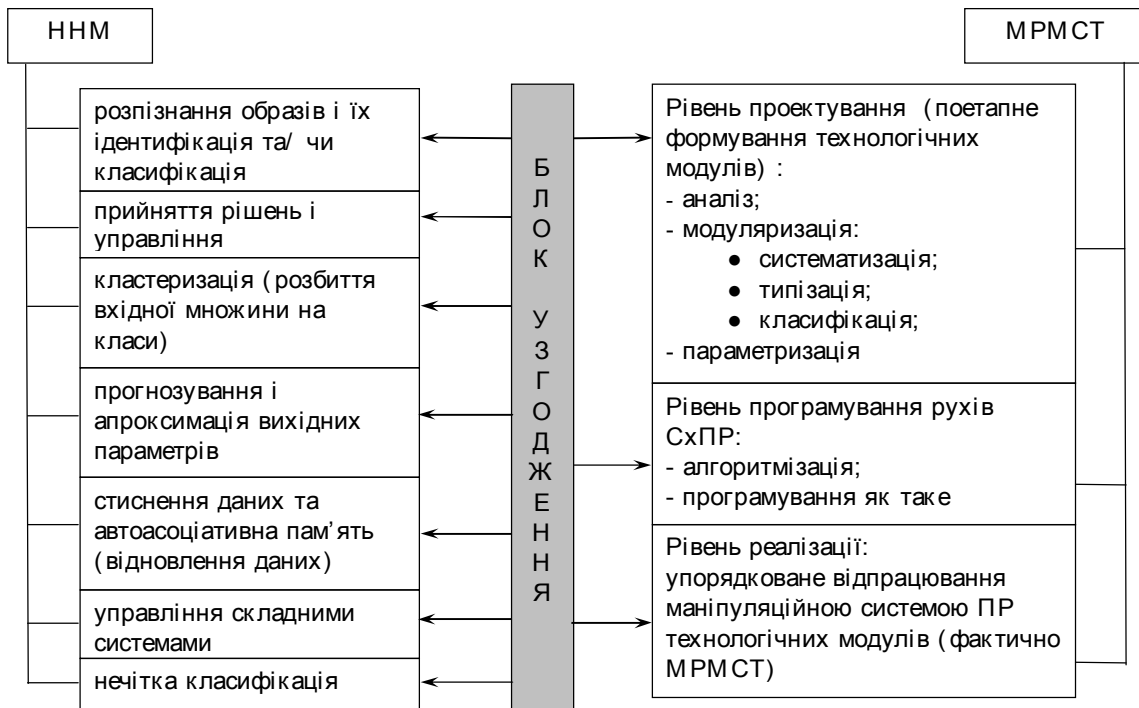 ННМ
МРМСТ
розпізнання образів і їх
ідентифікація та/ чи
класифікація
прийняття рішень і
управління
кластеризація (розбиття
вхідної множини на
класи)
прогнозування і
апроксимація вихідних
параметрів
стиснення даних та
автоасоціативна пам’ять
(відновлення даних)
управління складними
системами
нечітка класифікація
БЛОК УЗГОДЖЕННЯ
Рівень проектування (поетапне
формування технологічних
модулів) :
- аналіз;
- модуляризація:
● систематизація;
● типізація;
● класифікація;
- параметризація
Рівень програмування рухів
СхПР:
- алгоритмізація;
- програмування як таке
Рівень реалізації:
упорядковане відпрацювання
маніпуляційною системою ПР
технологічних модулів (фактично
МРМСТ)